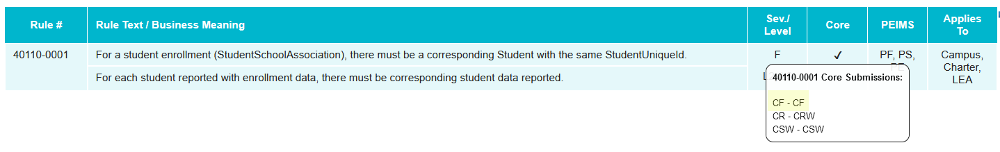 Rule #
Rule Text / Business Meaning
Sev./
Level
Core
PEIMS
Applies
To
40110-0001
For a student enrollment (StudentSchoolAssociation), there must be a corresponding Student with the same StudentUniqueId.
For each student reported with enrollment data, there must be corresponding student data reported.
F
✔
PF, PS,
PE
Campus,
Charter,
LEA
40110-0001 Core Submissions:
CF - CF
CR - CRW
CSW - CSW